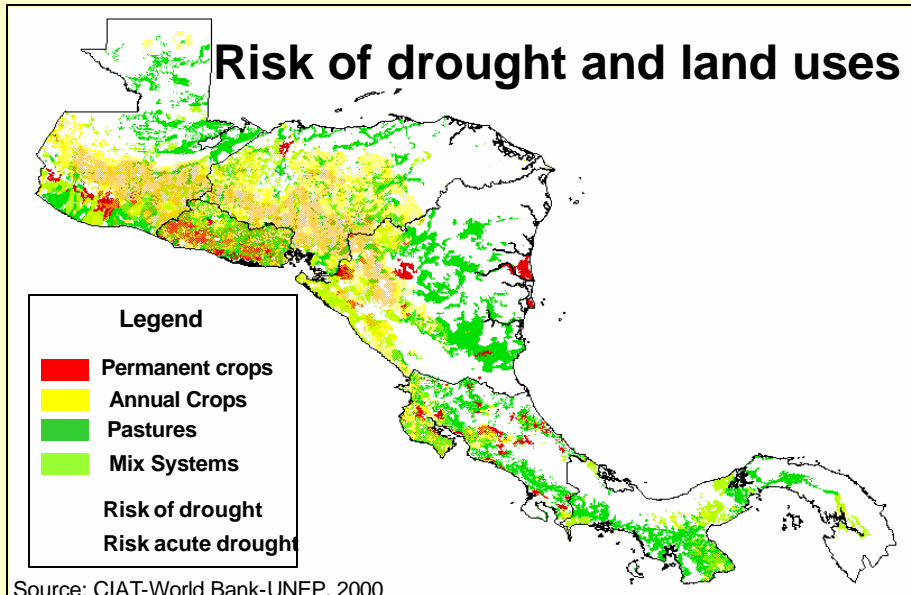 Risk of drought and land uses
Legend
Permanent crops
Annual Crops
Pastures
Mix Systems
Risk of drought
Risk acute drought
Source: CIAT-World Bank-UNEP, 2000